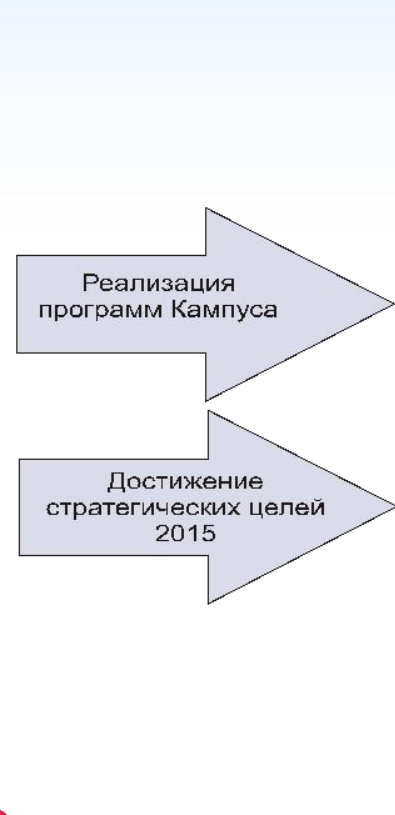 Реализация
программ Кампуса
Достижение
стратегических целей
2015